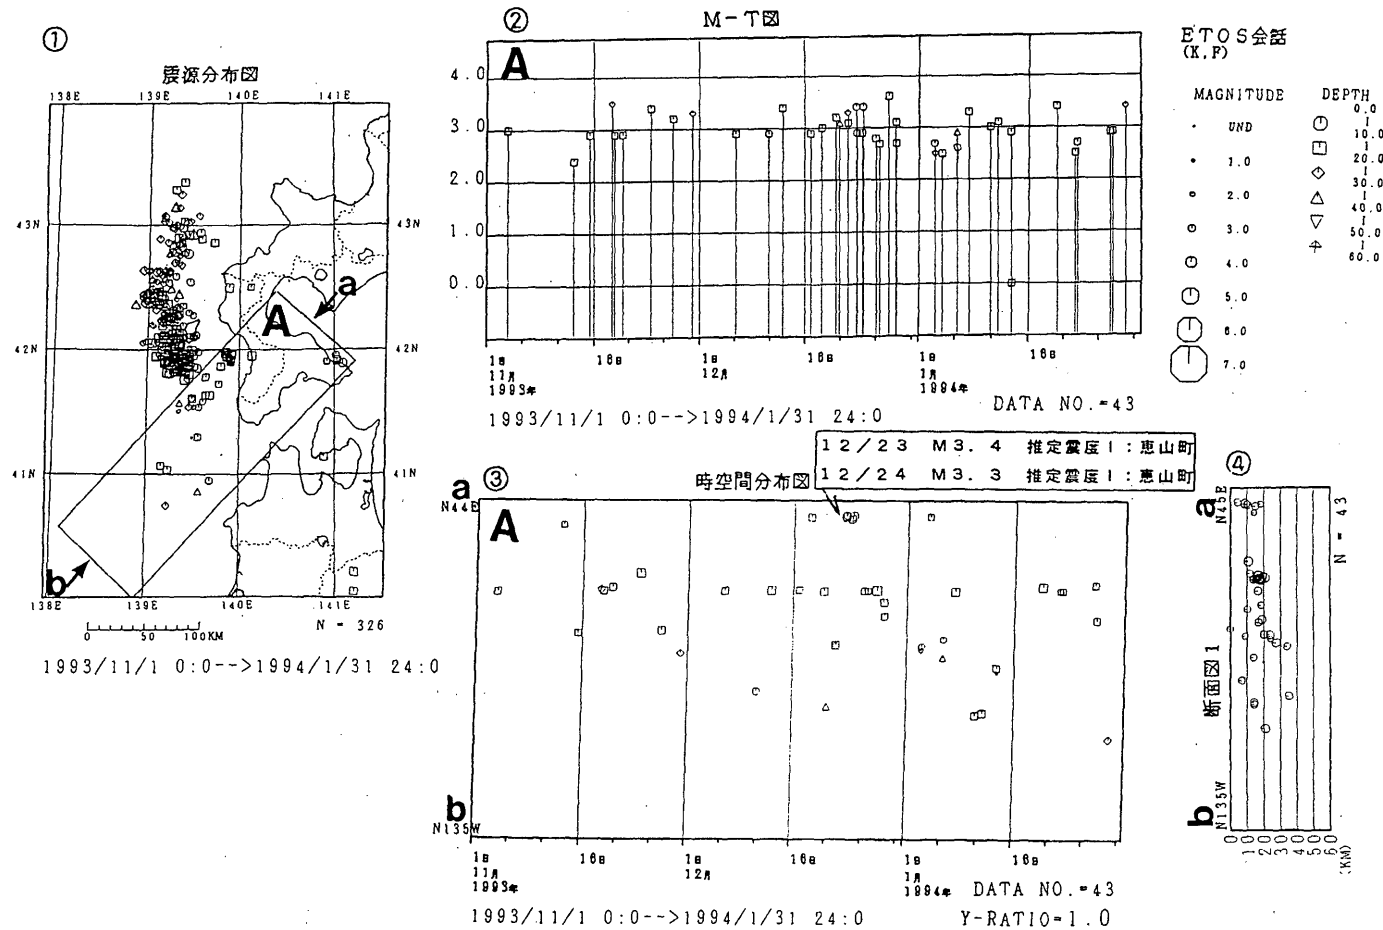 ①
震源分布図
138E 139E 140E 141E
43N 43N
42N 42N
41N 41N
A
a
b
138E 139E 140E 141E
0 50 100KM
N = 326
1993/11/1 0:0-->1994/1/31 24:0
②
M-T図
A
4.0
3.0
2.0
1.0
0.0
1日 16日 1日 16日 1日 16日
11月 12月 1月
1993年 1994年
DATA NO.=43
1993/11/1 0:0-->1994/1/31 24:0
ETOS会話
(K,F)
MAGNITUDE DEPTH
UND
1.0
2.0
3.0
4.0
5.0
6.0
7.0
0.0
10.0
20.0
30.0
40.0
50.0
60.0
③
時空間分布図
12/23 M3.4 推定震度Ⅰ:恵山町
12/24 M3.3 推定震度Ⅰ:恵山町
a
N44E
A
b
N135W
1日 16日 1日 16日 1日 16日
11月 12月 1月
1993年 1994年
DATA NO.=43
1993/11/1 0:0-->1994/1/31 24:0
Y-RATIO=1.0
④
a
N45E
N = 43
断面図1
b
N135W
0 10 20 30 40 50 60
(KM)